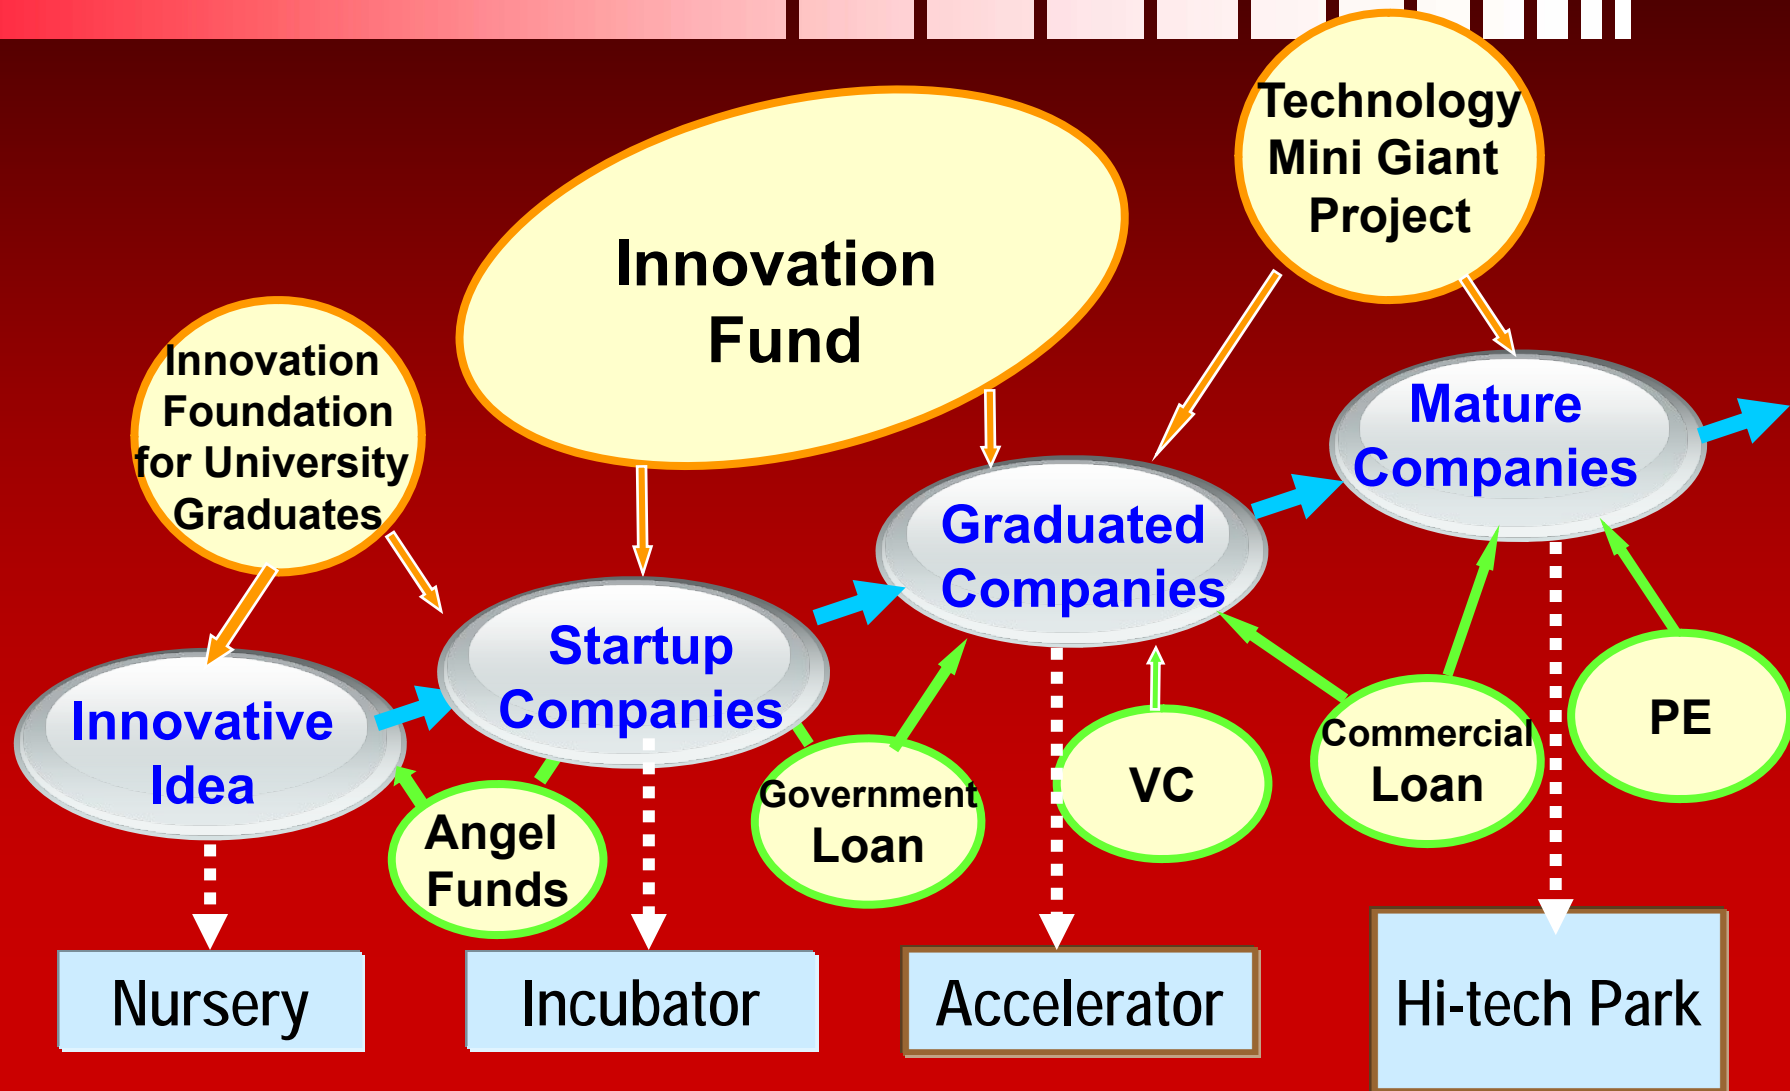 Technology
Mini Giant
Project
Innovation
Fund
Innovation
Foundation
for University
Graduates
Mature
Companies
Graduated
Companies
Startup
Companies
Innovative
Idea
Angel
Funds
Government
Loan
VC
Commercial
Loan
PE
Nursery
Incubator
Accelerator
Hi-tech Park